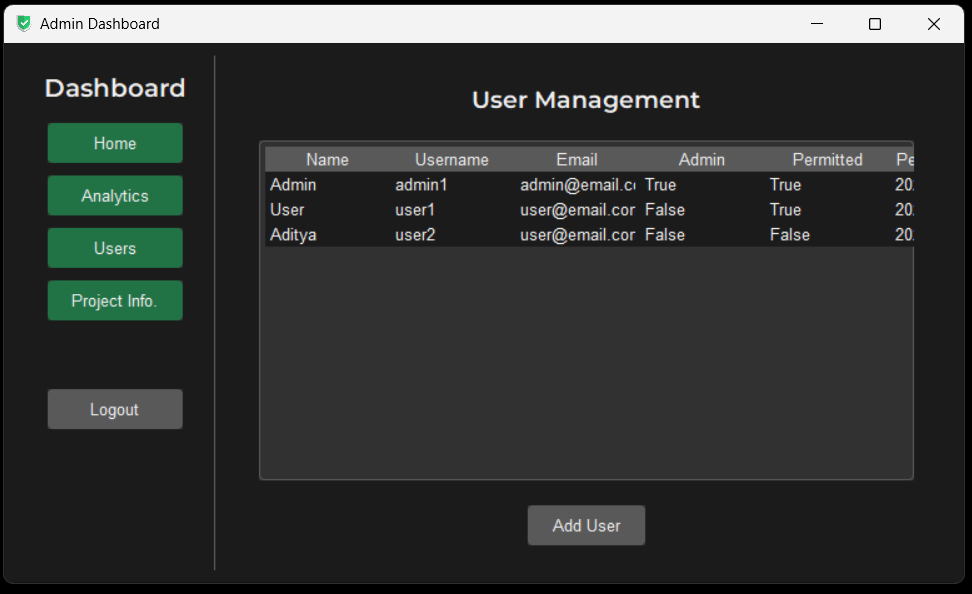 Admin Dashboard
Dashboard
Home
Analytics
Users
Project Info.
Logout
User Management
Name Username Email Admin Permitted Pe
Admin admin1 admin@email.c True True 20
User user1 user@email.cor False True 20
Aditya user2 user@email.cor False False 20
Add User